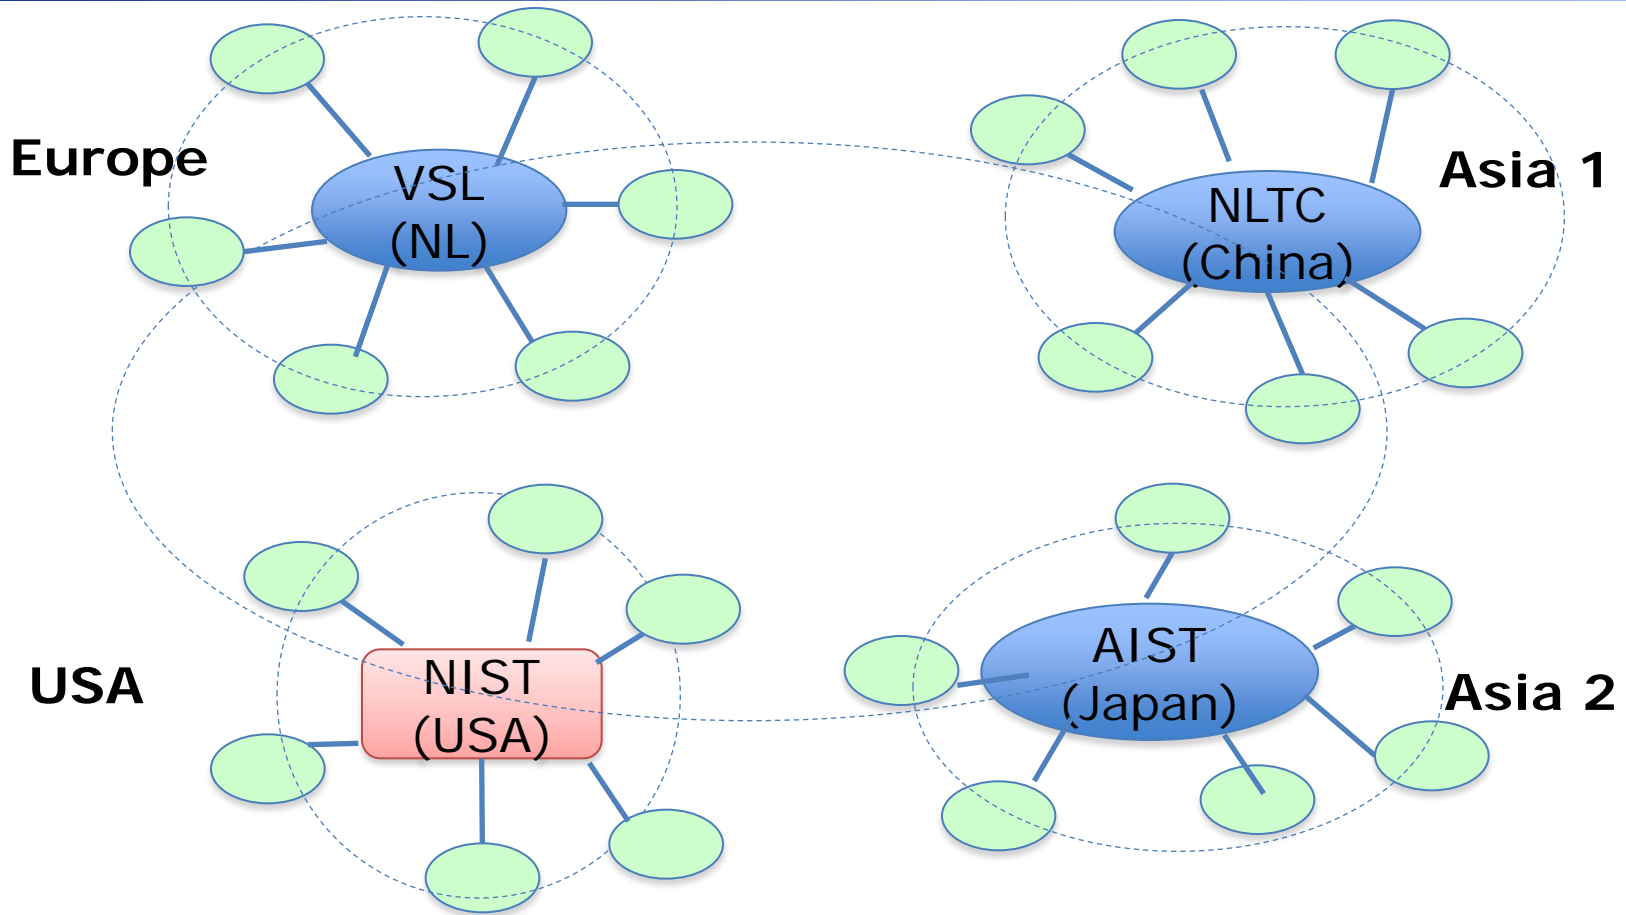 Europe
VSL
(NL)
NLTC
(China)
Asia 1
USA
NIST
(USA)
AIST
(Japan)
Asia 2